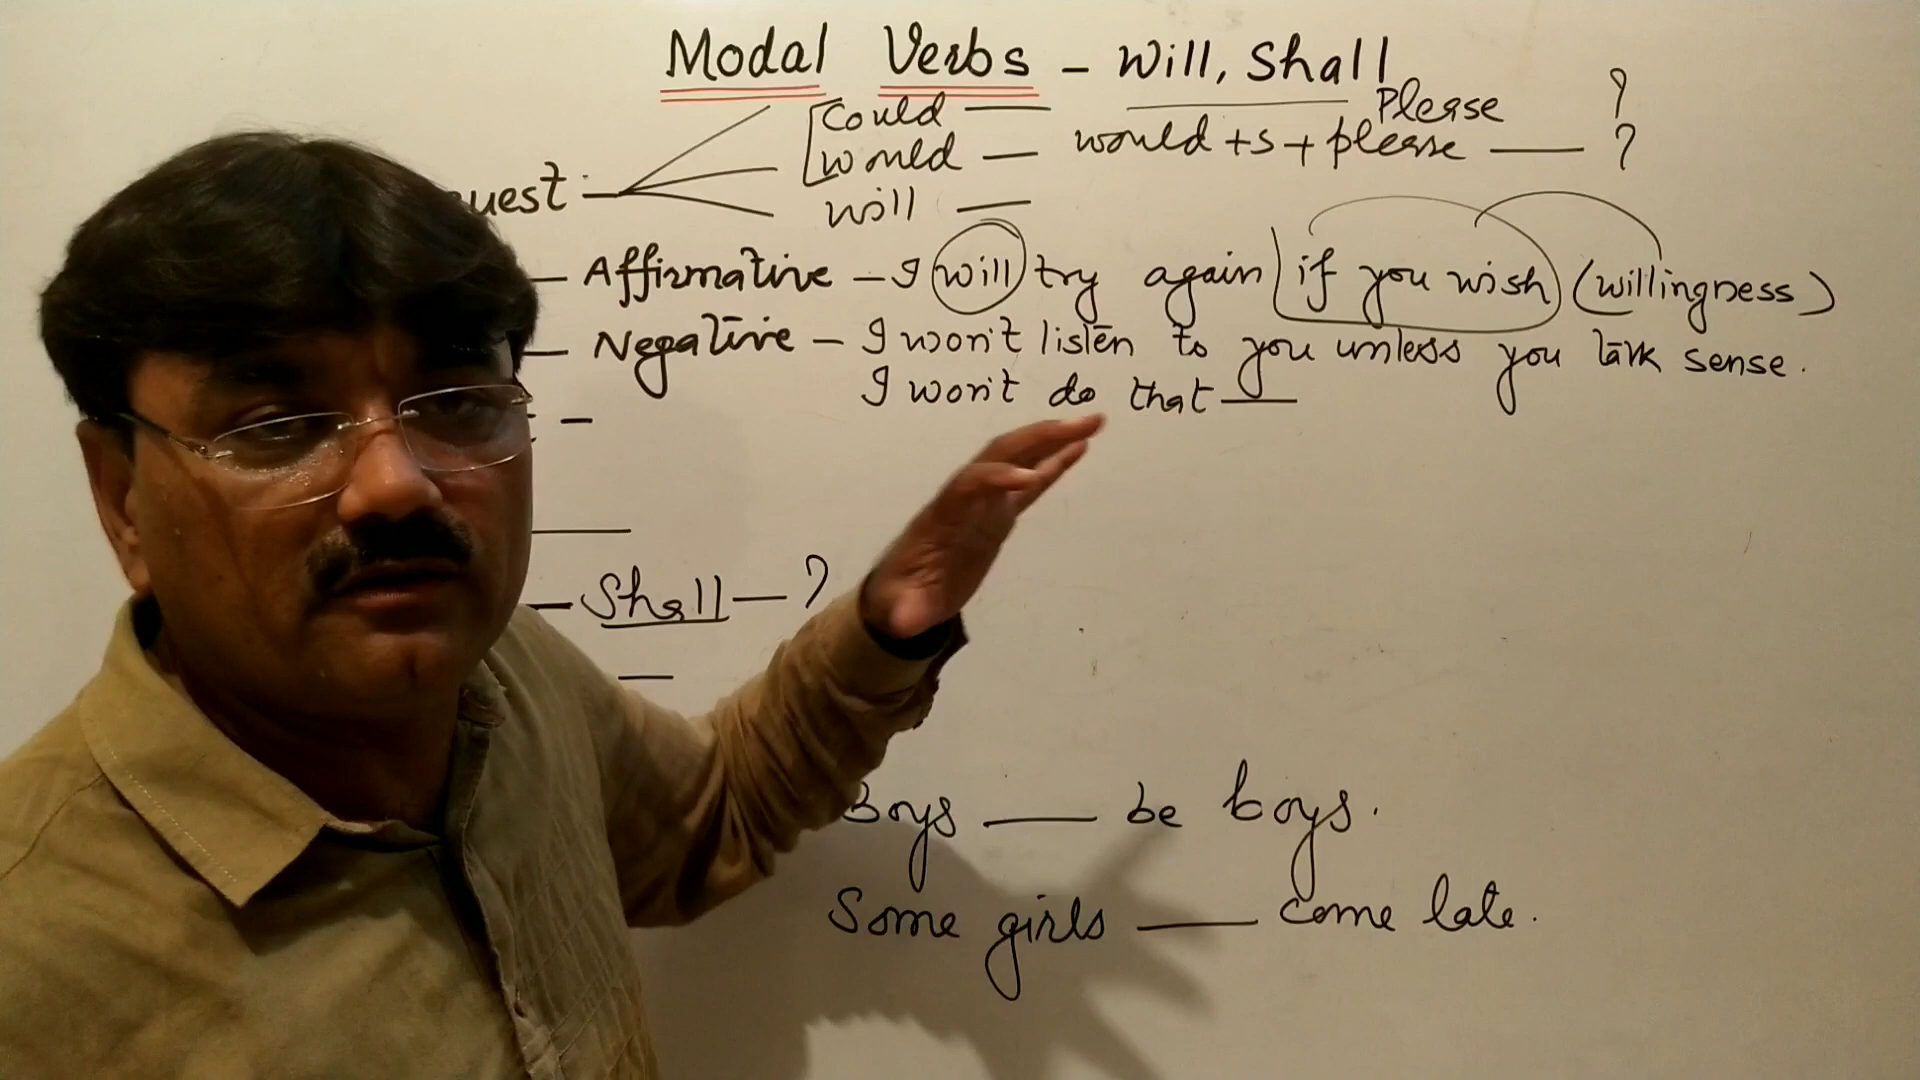 Modal Verbs - Will, Shall
Could — Please ?
would — would + s + please — ?
uest — will —
— Affirmative - I will try again if you wish (willingness)
— Negative - I won't listen to you unless you talk sense.
I won't do that —
— Shall — ?
Boys — be boys.
Some girls — come late.